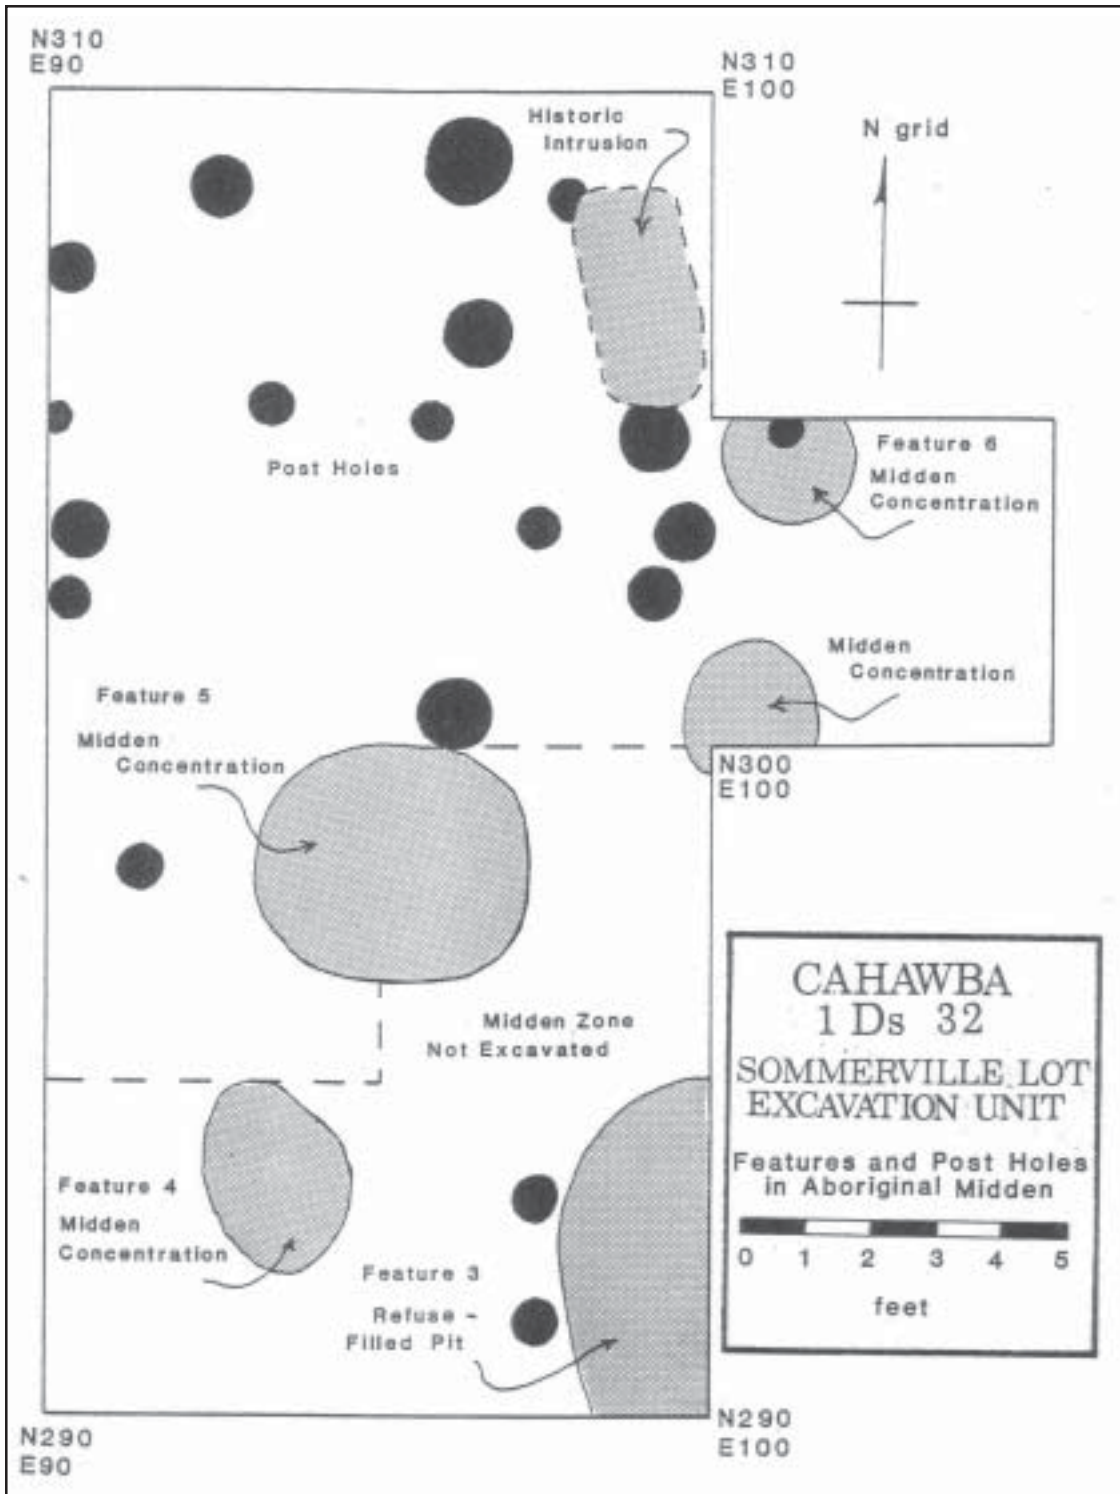 N310
E90
N310
E100
Historic
Intrusion
N grid
Post Holes
Feature 6
Midden
Concentration
Midden
Concentration
Feature 5
Midden
Concentration
N300
E100
Midden Zone
Not Excavated
Feature 4
Midden
Concentration
Feature 3
Refuse -
Filled Pit
CAHAWBA
1 Ds 32
SOMMERVILLE LOT
EXCAVATION UNIT
Features and Post Holes
in Aboriginal Midden
0 1 2 3 4 5
feet
N290
E90
N290
E100